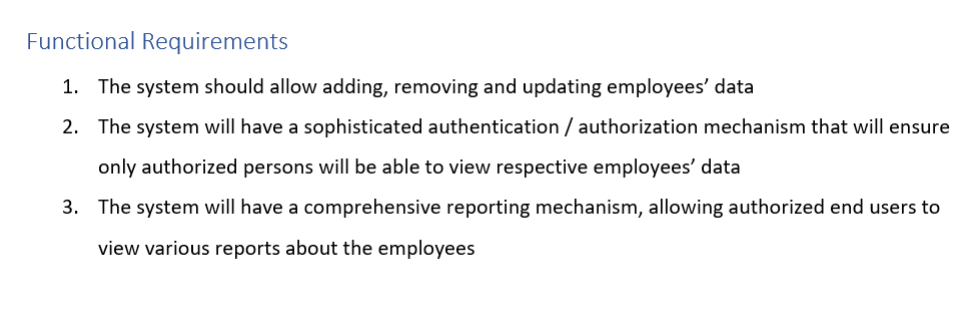 Functional Requirements
1. The system should allow adding, removing and updating employees’ data
2. The system will have a sophisticated authentication / authorization mechanism that will ensure
only authorized persons will be able to view respective employees’ data
3. The system will have a comprehensive reporting mechanism, allowing authorized end users to
view various reports about the employees